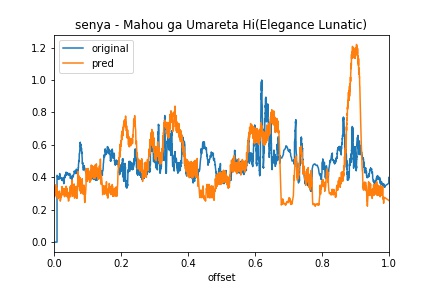 senya - Mahou ga Umareta Hi(Elegance Lunatic)
original
pred
1.2
1.0
0.8
0.6
0.4
0.2
0.0
0.0 0.2 0.4 0.6 0.8 1.0
offset